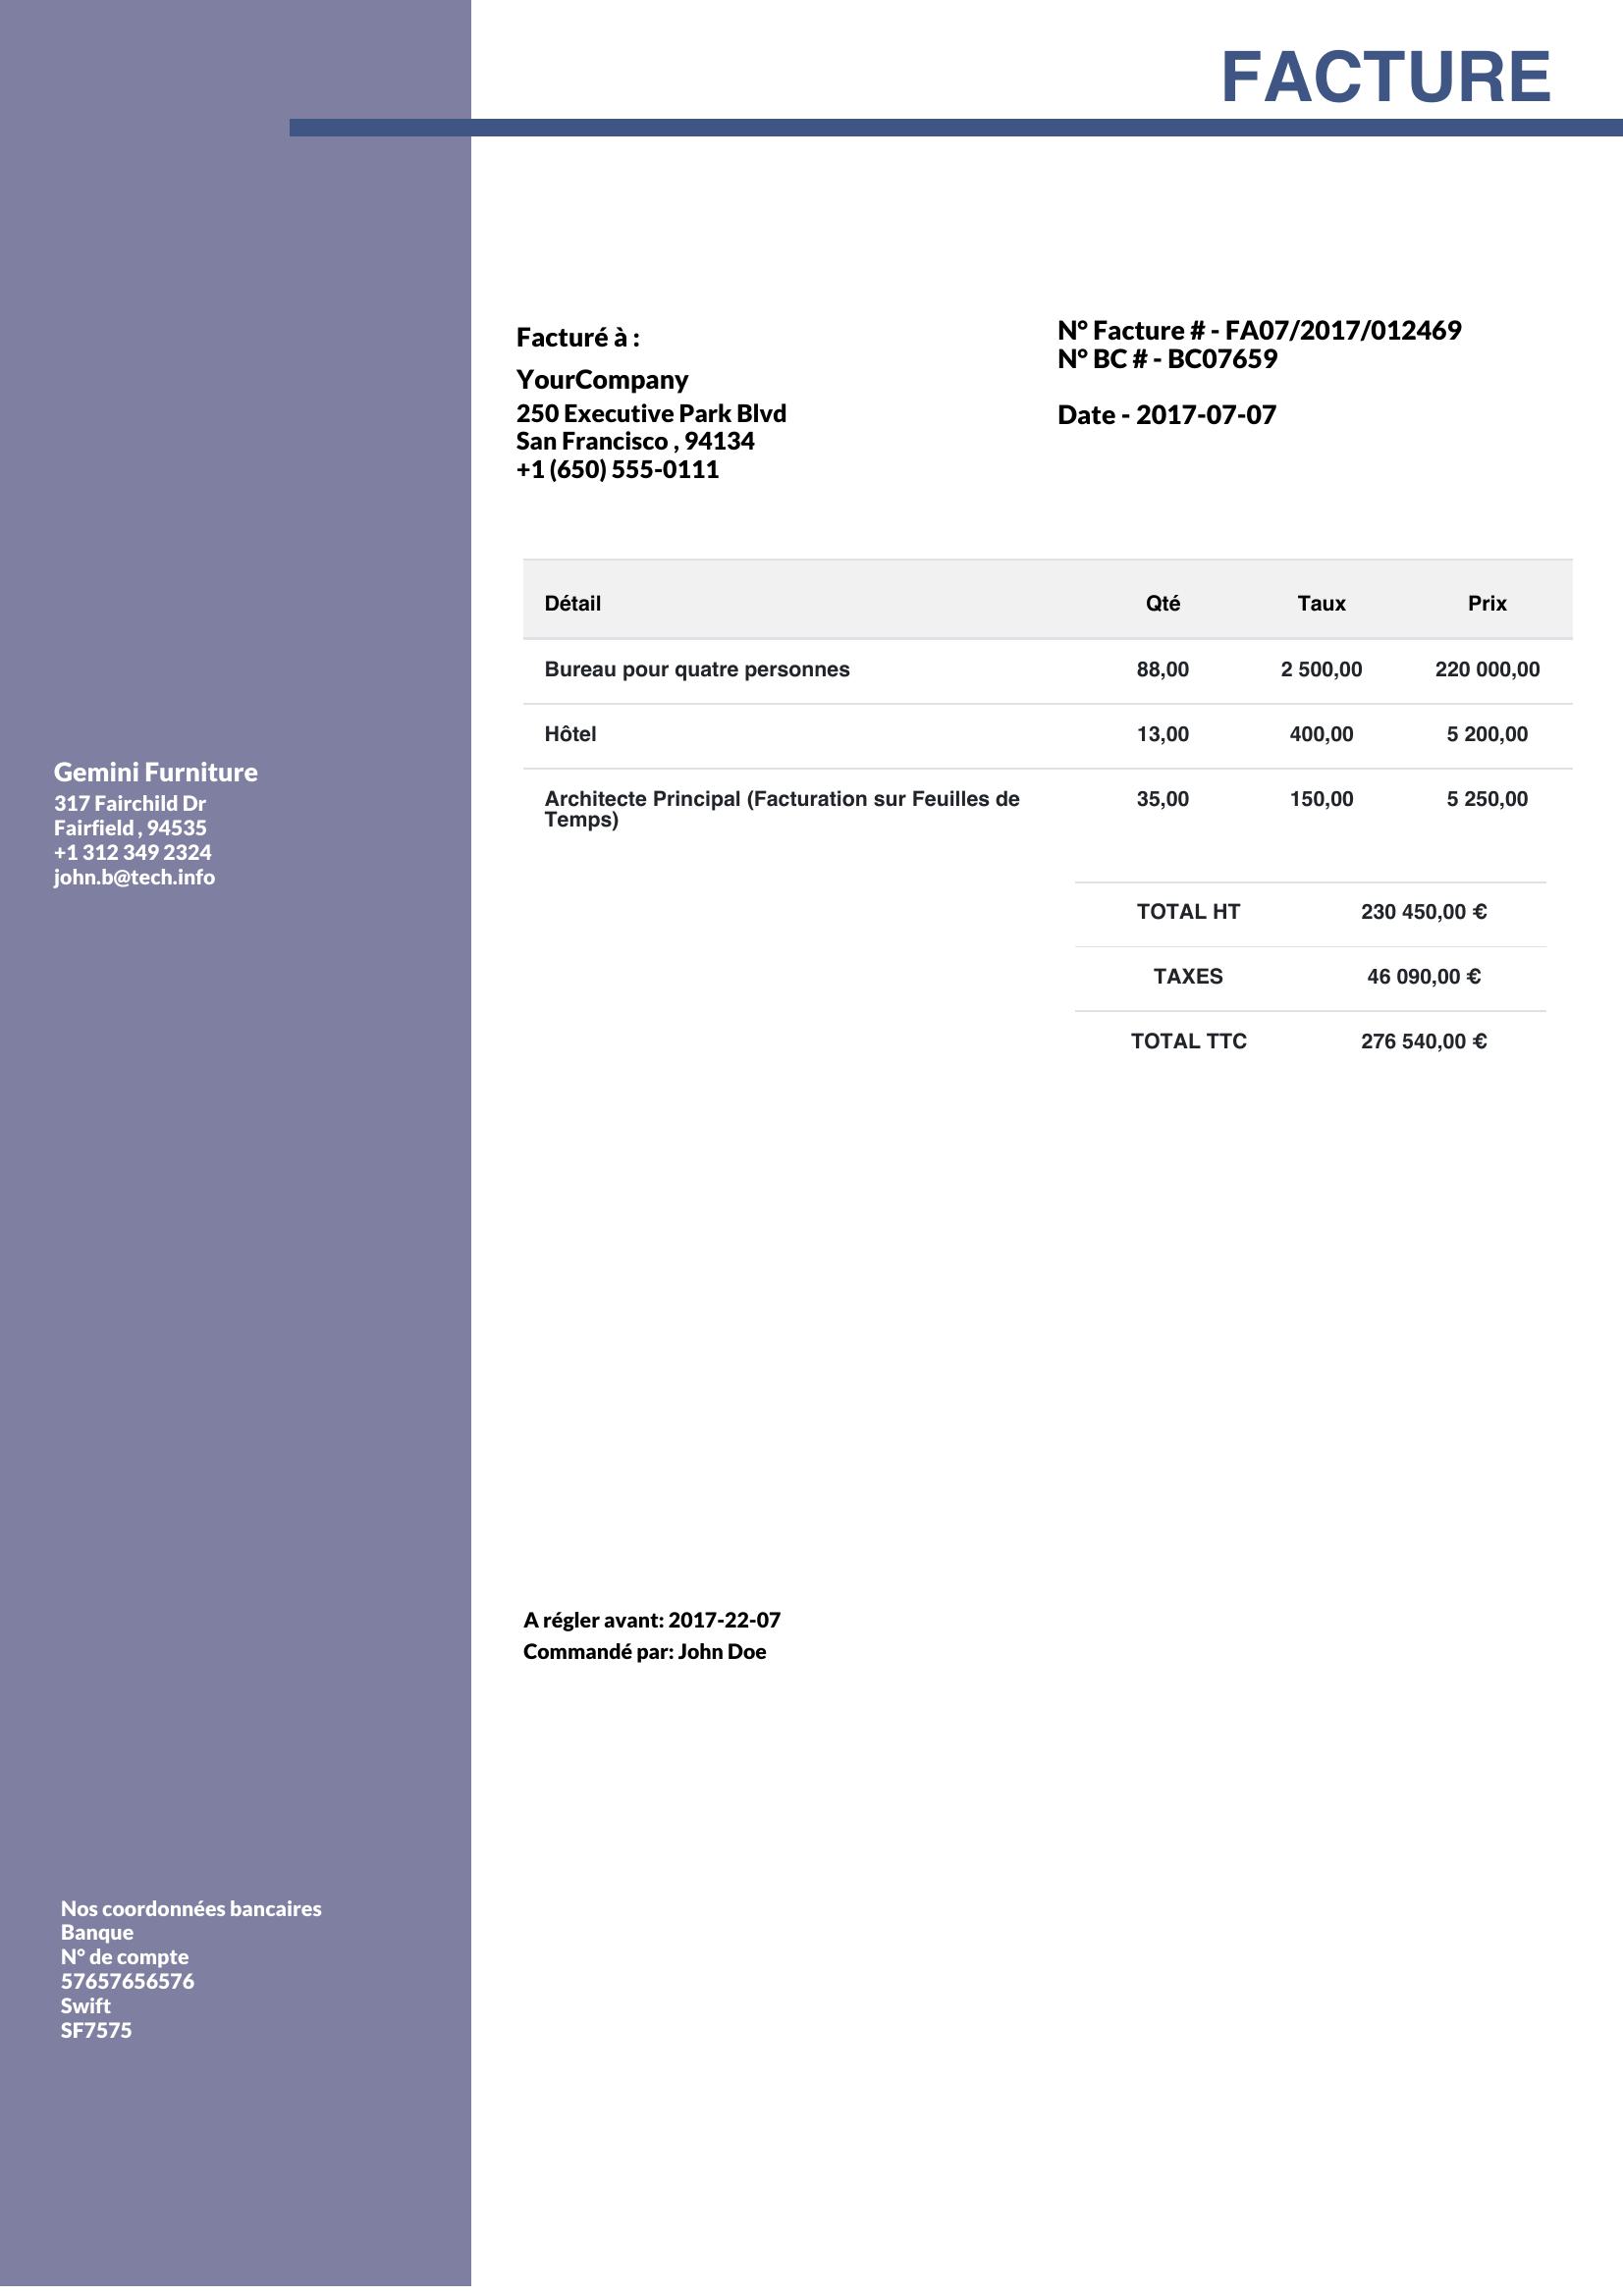 FACTURE
Facturé à :
YourCompany
250 Executive Park Blvd
San Francisco , 94134
+1 (650) 555-0111
N° Facture # - FA07/2017/012469
N° BC # - BC07659
Date - 2017-07-07
Détail Qté Taux Prix
Bureau pour quatre personnes 88,00 2 500,00 220 000,00
Hôtel 13,00 400,00 5 200,00
Architecte Principal (Facturation sur Feuilles de 35,00 150,00 5 250,00
Temps)
TOTAL HT 230 450,00 €
TAXES 46 090,00 €
TOTAL TTC 276 540,00 €
Gemini Furniture
317 Fairchild Dr
Fairfield , 94535
+1 312 349 2324
john.b@tech.info
A régler avant: 2017-22-07
Commandé par: John Doe
Nos coordonnées bancaires
Banque
N° de compte
57657656576
Swift
SF7575